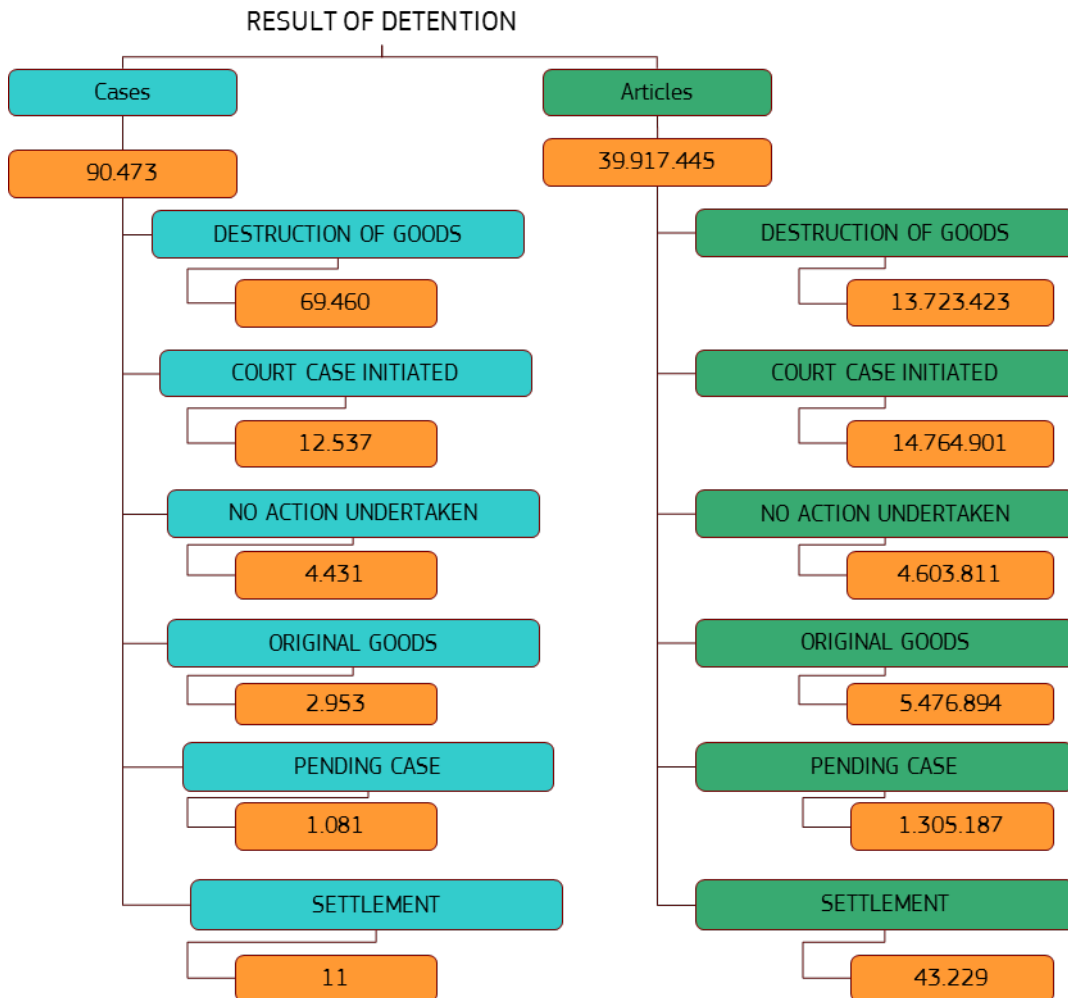 RESULT OF DETENTION
Cases
90.473
DESTRUCTION OF GOODS
69.460
COURT CASE INITIATED
12.537
NO ACTION UNDERTAKEN
4.431
ORIGINAL GOODS
2.953
PENDING CASE
1.081
SETTLEMENT
11
Articles
39.917.445
DESTRUCTION OF GOODS
13.723.423
COURT CASE INITIATED
14.764.901
NO ACTION UNDERTAKEN
4.603.811
ORIGINAL GOODS
5.476.894
PENDING CASE
1.305.187
SETTLEMENT
43.229